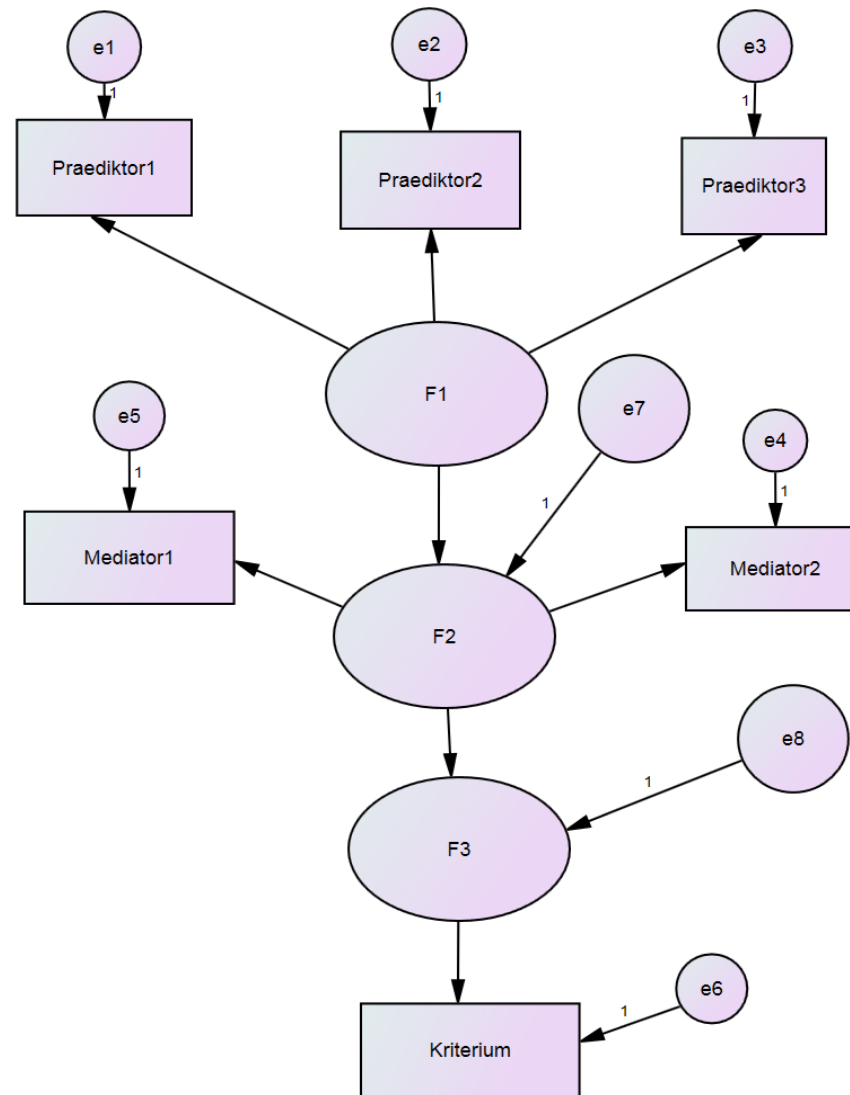 e1
e2
e3
1
1
1
Praediktor1
Praediktor2
Praediktor3
F1
e7
e5
e4
1
1
1
Mediator1
Mediator2
F2
e8
1
F3
e6
1
Kriterium